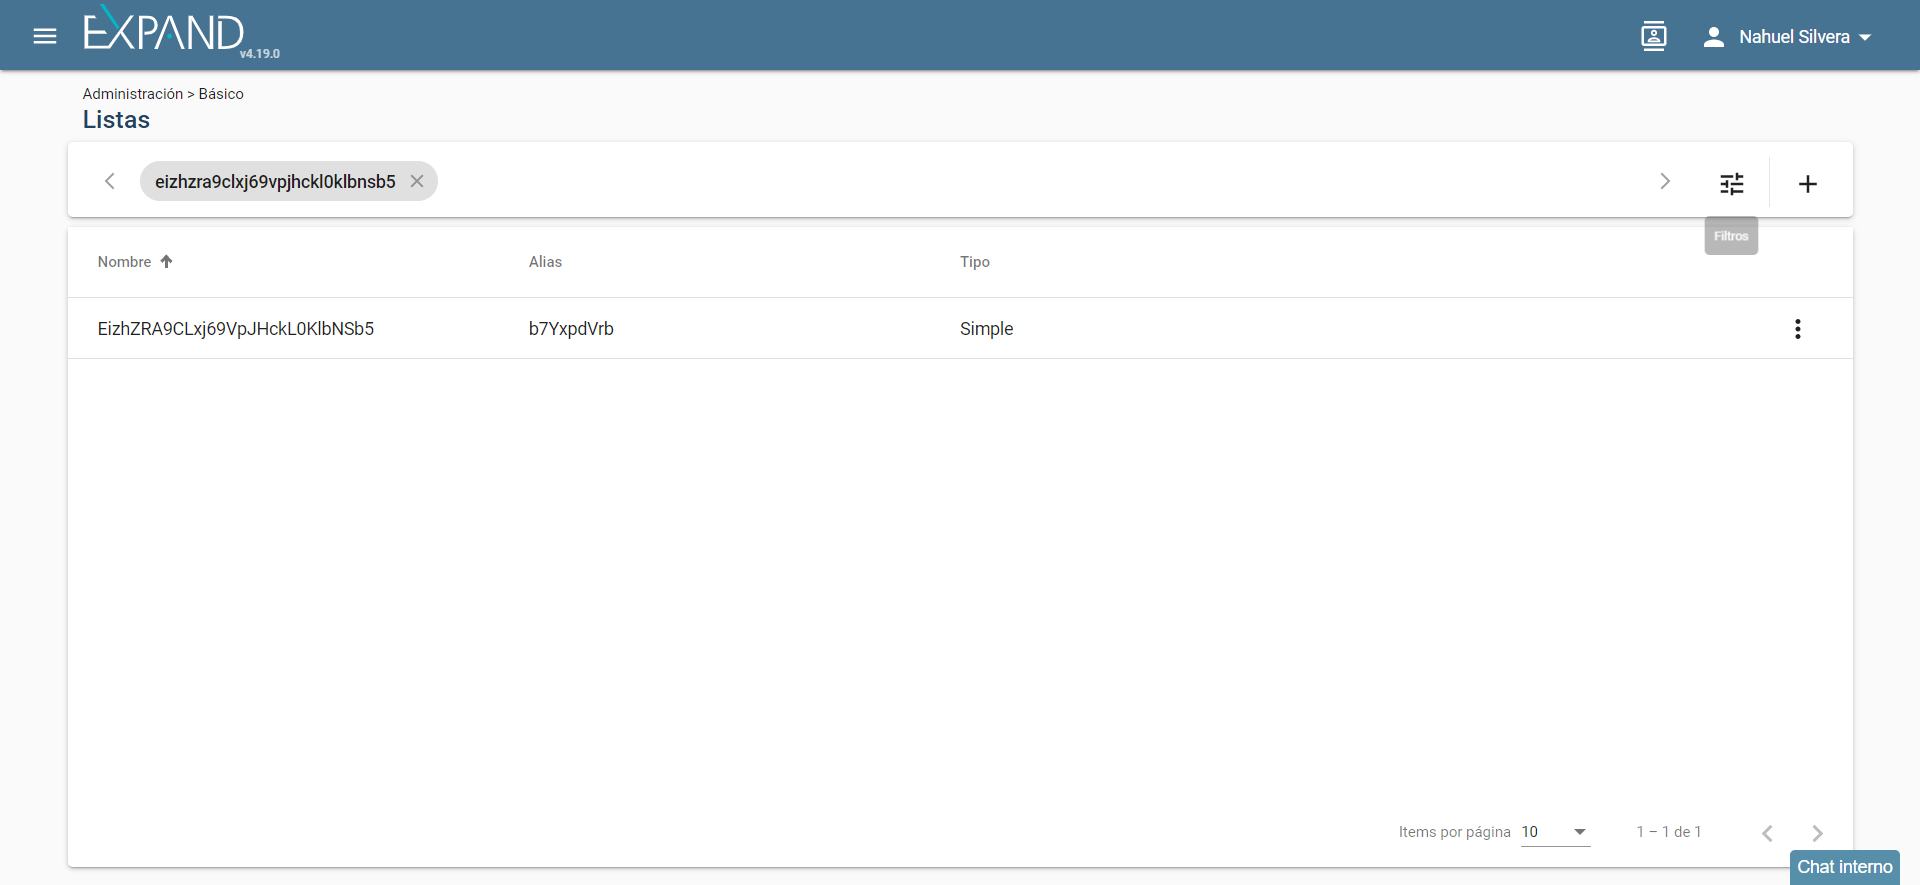 EXPAND
v4.19.0
Nahuel Silvera
Administración > Básico
Listas
eizhzra9clxj69vpjhckl0klbnsb5
Filtros
Nombre Alias Tipo
EizhZRA9CLxj69VpJHckL0KlbNSb5 b7YxpdVrb Simple
Items por página 10 1 – 1 de 1
Chat interno